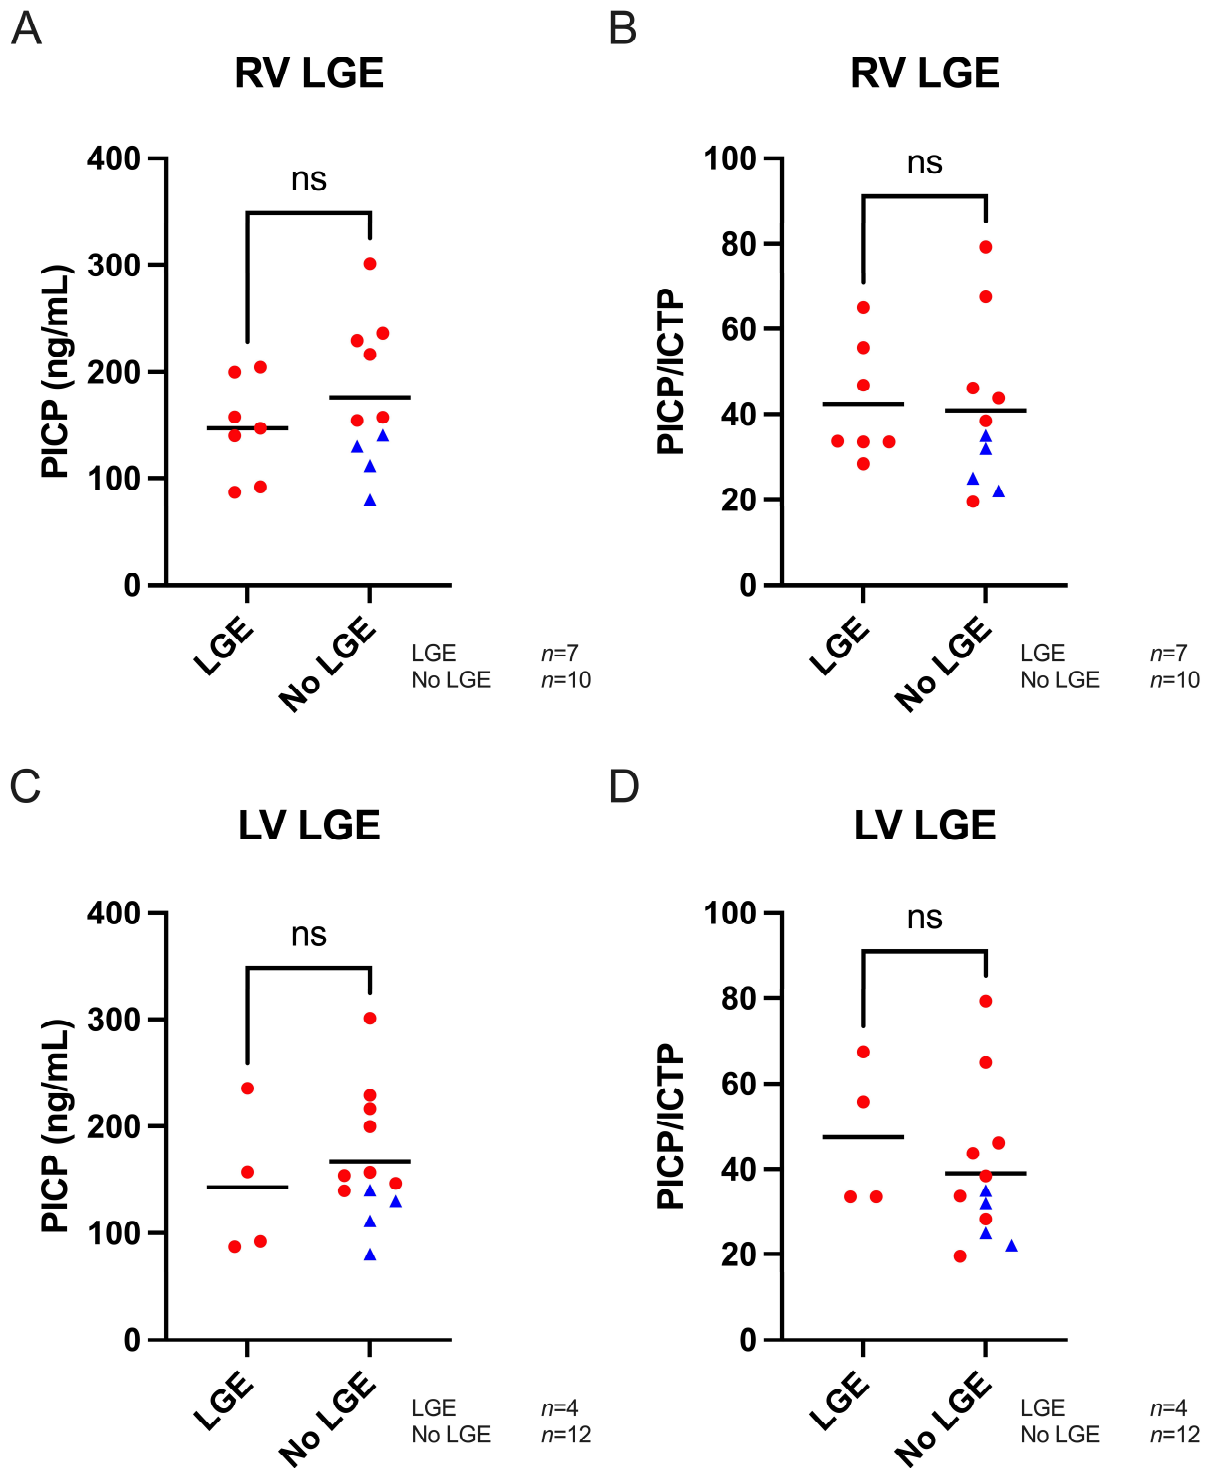 A
RV LGE
400
300
200
100
0
PICP (ng/mL)
ns
LGE
No LGE
LGE n=7
No LGE n=10
B
RV LGE
100
80
60
40
20
0
PICP/ICTP
ns
LGE
No LGE
LGE n=7
No LGE n=10
C
LV LGE
400
300
200
100
0
PICP (ng/mL)
ns
LGE
No LGE
LGE n=4
No LGE n=12
D
LV LGE
100
80
60
40
20
0
PICP/ICTP
ns
LGE
No LGE
LGE n=4
No LGE n=12